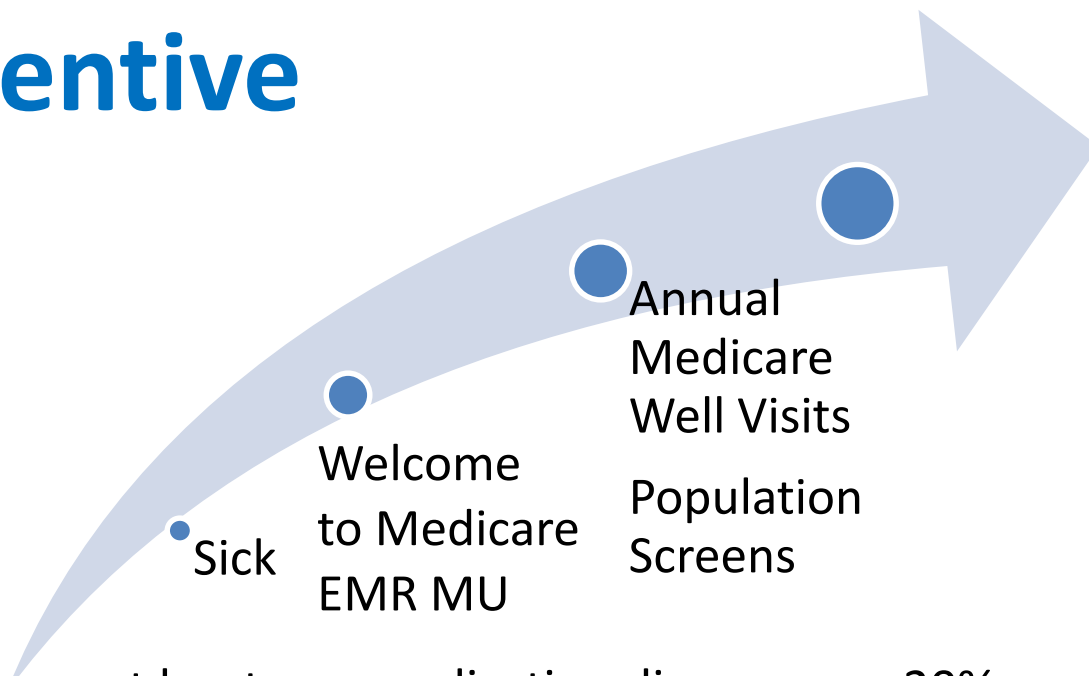 entive
Sick
Welcome
to Medicare
EMR MU
Annual
Medicare
Well Visits
Population
Screens